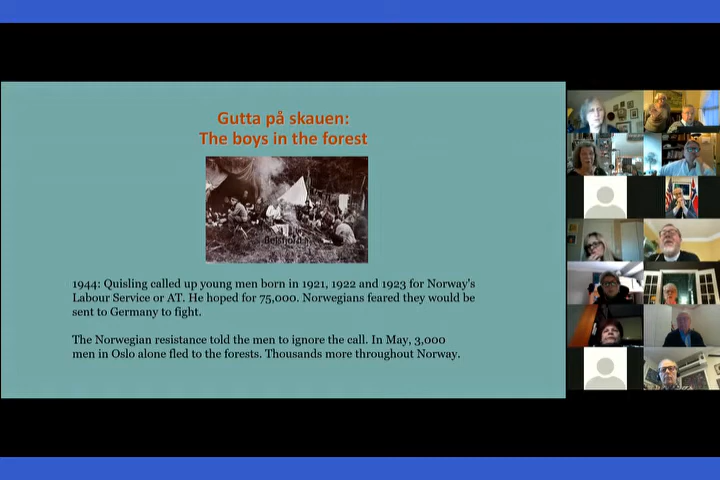 Gutta på skauen:
The boys in the forest
1944: Quisling called up young men born in 1921, 1922 and 1923 for Norway's
Labour Service or AT. He hoped for 75,000. Norwegians feared they would be
sent to Germany to fight.
The Norwegian resistance told the men to ignore the call. In May, 3,000
men in Oslo alone fled to the forests. Thousands more throughout Norway.